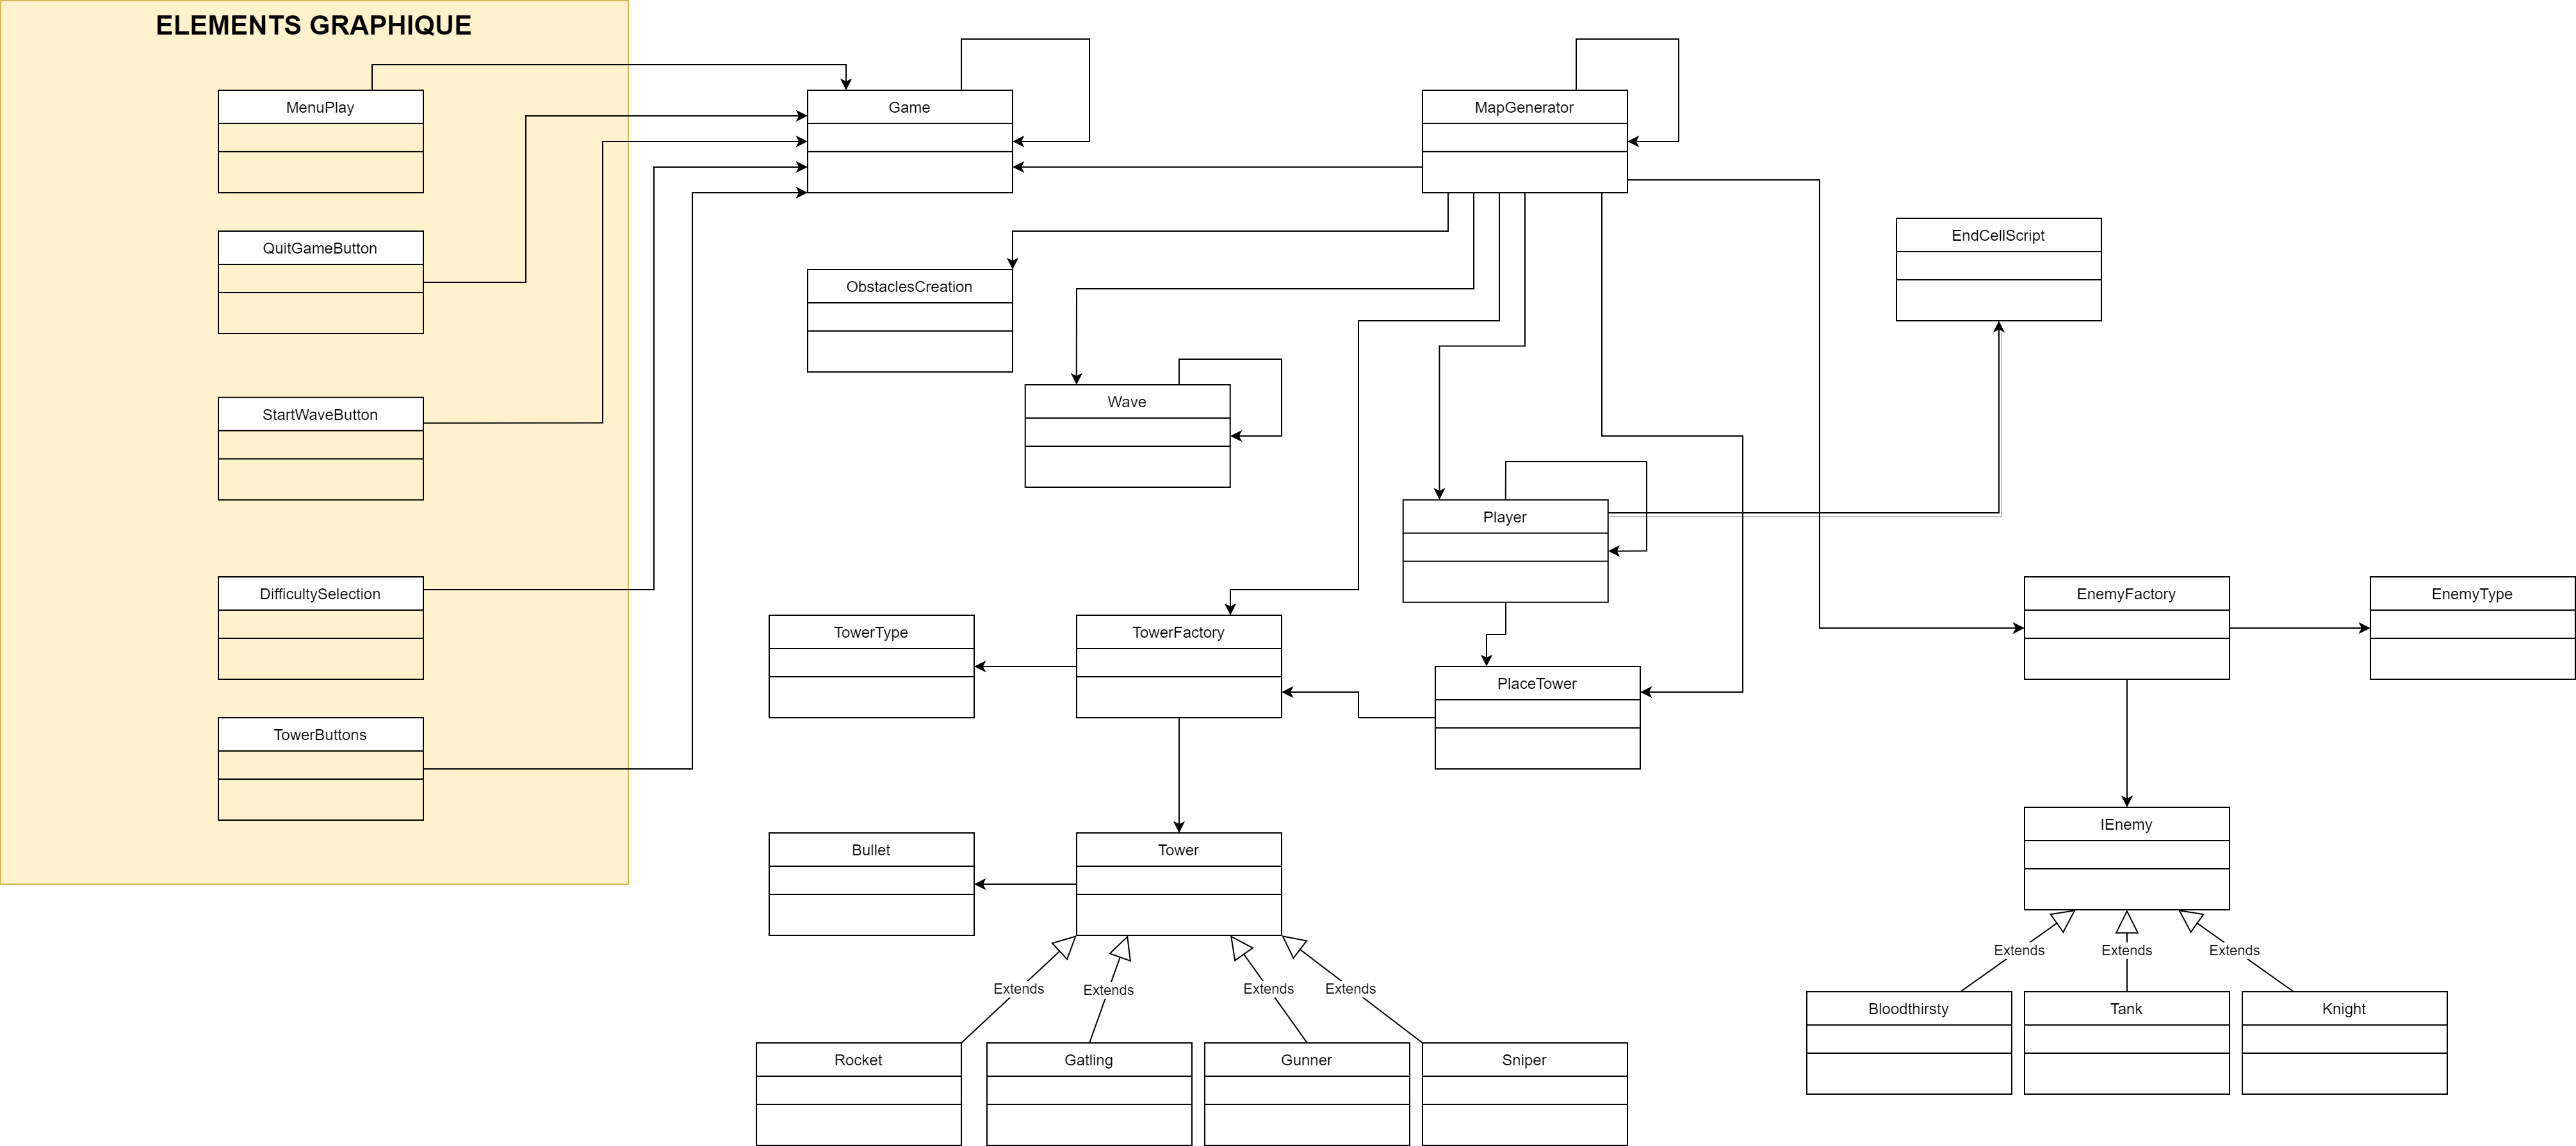 ELEMENTS GRAPHIQUE
MenuPlay
Game
MapGenerator
QuitGameButton
EndCellScript
ObstaclesCreation
StartWaveButton
Wave
Player
DifficultySelection
EnemyFactory
EnemyType
TowerType
TowerFactory
PlaceTower
TowerButtons
IEnemy
Bullet
Tower
Extends
Extends
Extends
Extends
Extends
Extends
Extends
Bloodthirsty
Tank
Knight
Rocket
Gatling
Gunner
Sniper